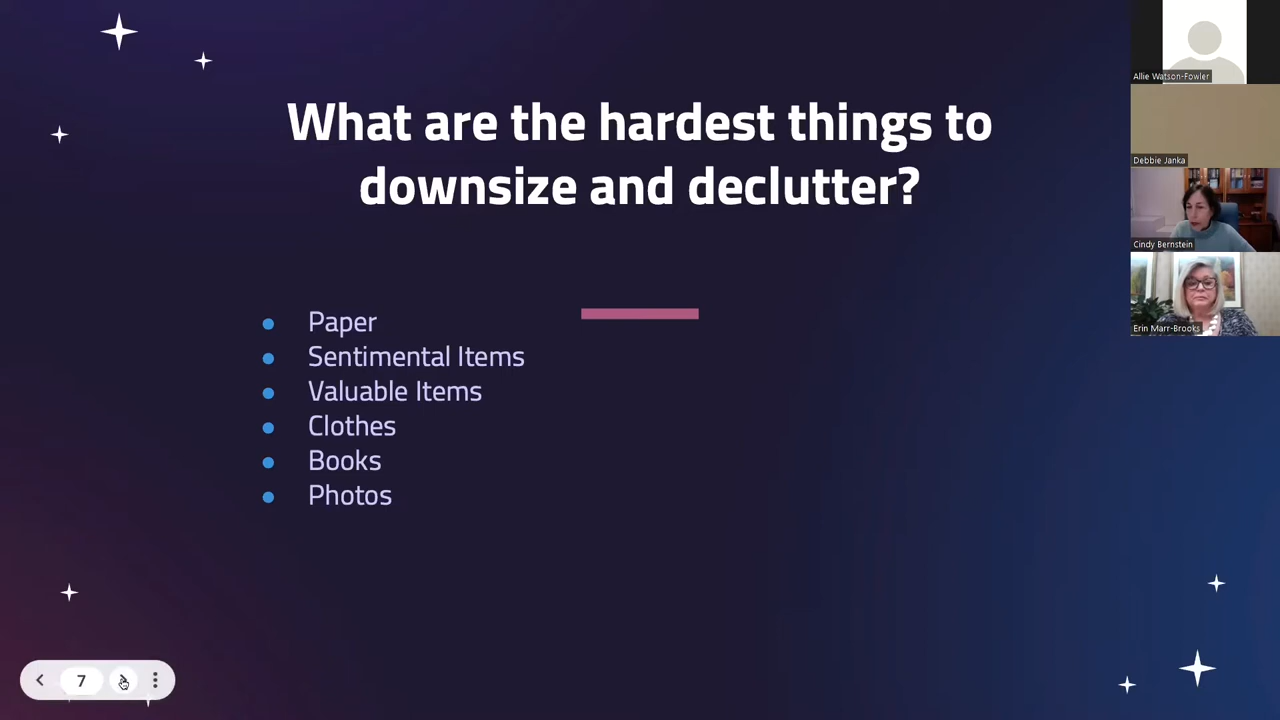 What are the hardest things to
downsize and declutter?
Paper
Sentimental Items
Valuable Items
Clothes
Books
Photos
7
Allie Watson-Fowler
Debbie Janka
Cindy Bernstein
Erin Marr-Brooks